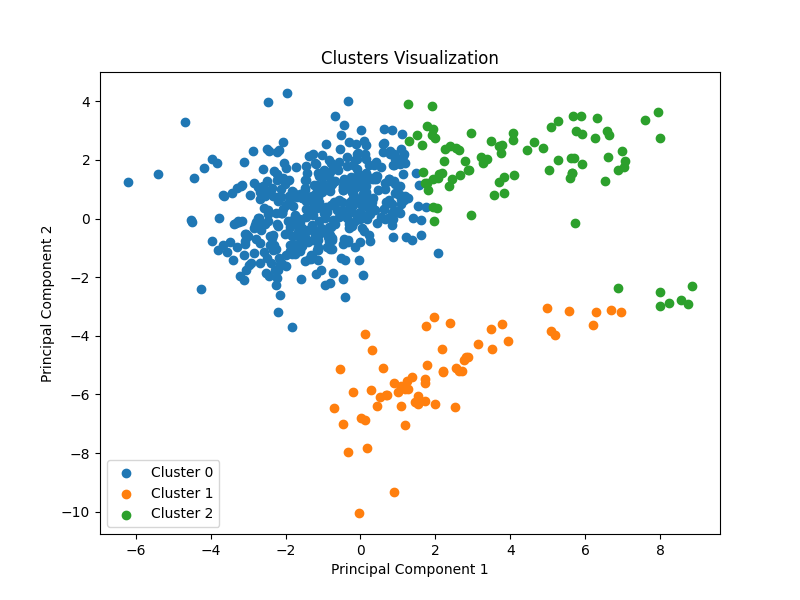 Clusters Visualization
Principal Component 2
4
2
0
−2
−4
−6
−8
−10
Cluster 0
Cluster 1
Cluster 2
−6 −4 −2 0 2 4 6 8
Principal Component 1